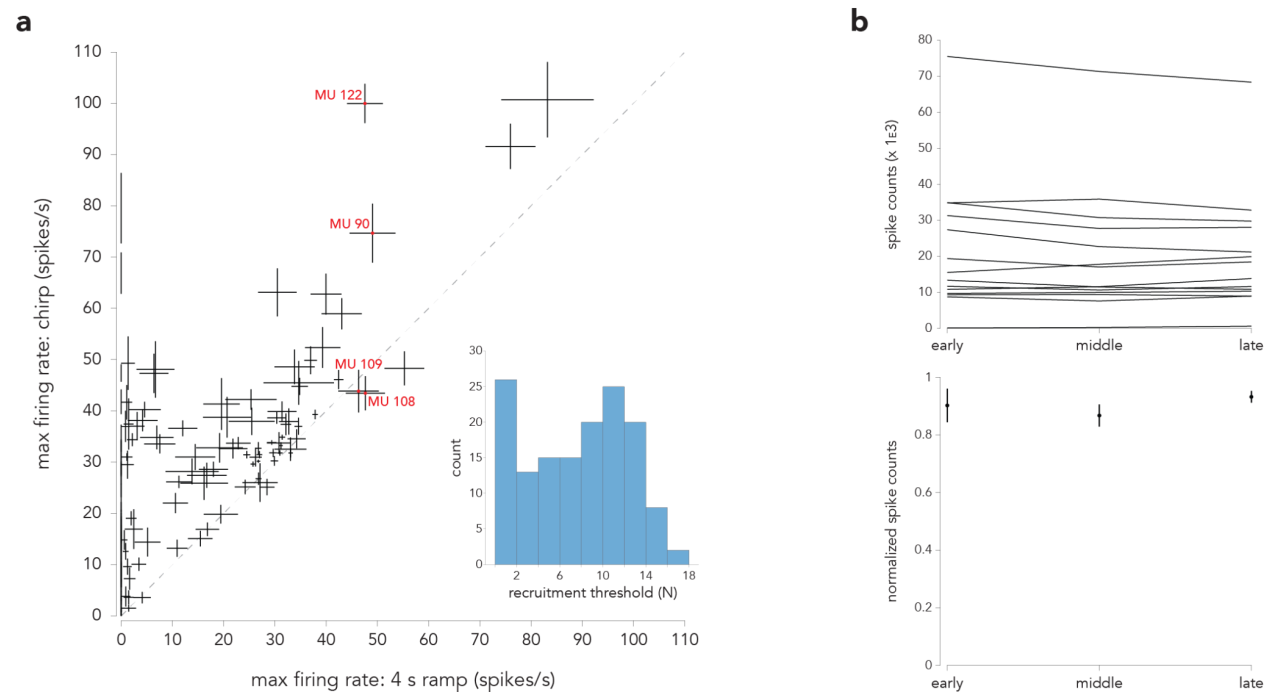 a
max firing rate: chirp (spikes/s)
110
100
90
80
70
60
50
40
30
20
10
0
MU 122
MU 90
MU 109
MU 108
0 10 20 30 40 50 60 70 80 90 100 110
max firing rate: 4 s ramp (spikes/s)
count
30
25
20
15
10
5
0
2 6 10 14 18
recruitment threshold (N)
b
spike counts (x 1E3)
80
70
60
50
40
30
20
10
0
early middle late
normalized spike counts
1
0.8
0.6
0.4
0.2
0
early middle late